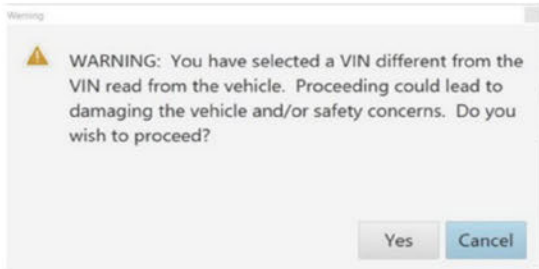 Warning
WARNING: You have selected a VIN different from the
VIN read from the vehicle. Proceeding could lead to
damaging the vehicle and/or safety concerns. Do you
wish to proceed?
Yes
Cancel